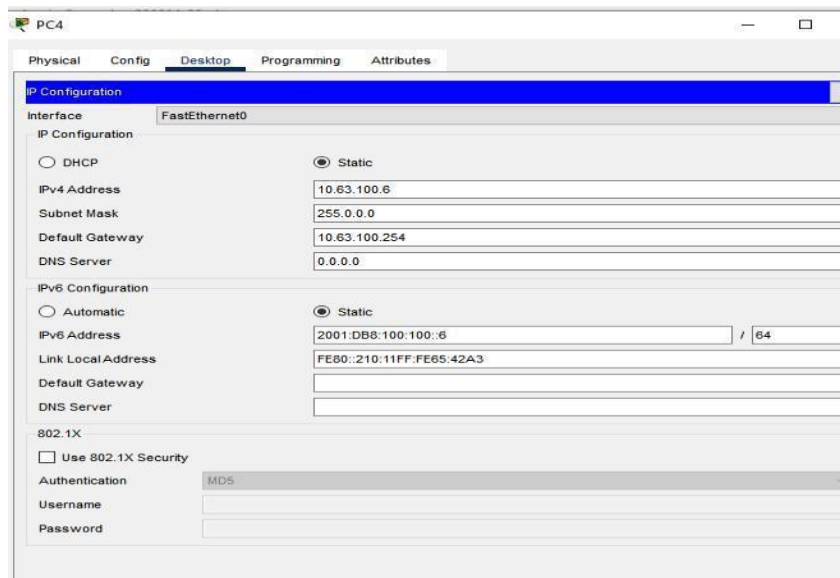 PC4
Physical Config Desktop Programming Attributes
IP Configuration
Interface FastEthernet0
IP Configuration
DHCP Static
IPv4 Address 10.63.100.6
Subnet Mask 255.0.0.0
Default Gateway 10.63.100.254
DNS Server 0.0.0.0
IPv6 Configuration
Automatic Static
IPv6 Address 2001:DB8:100:100::6 / 64
Link Local Address FE80::210:11FF:FE65:42A3
Default Gateway
DNS Server
802.1X
Use 802.1X Security
Authentication MD5
Username
Password